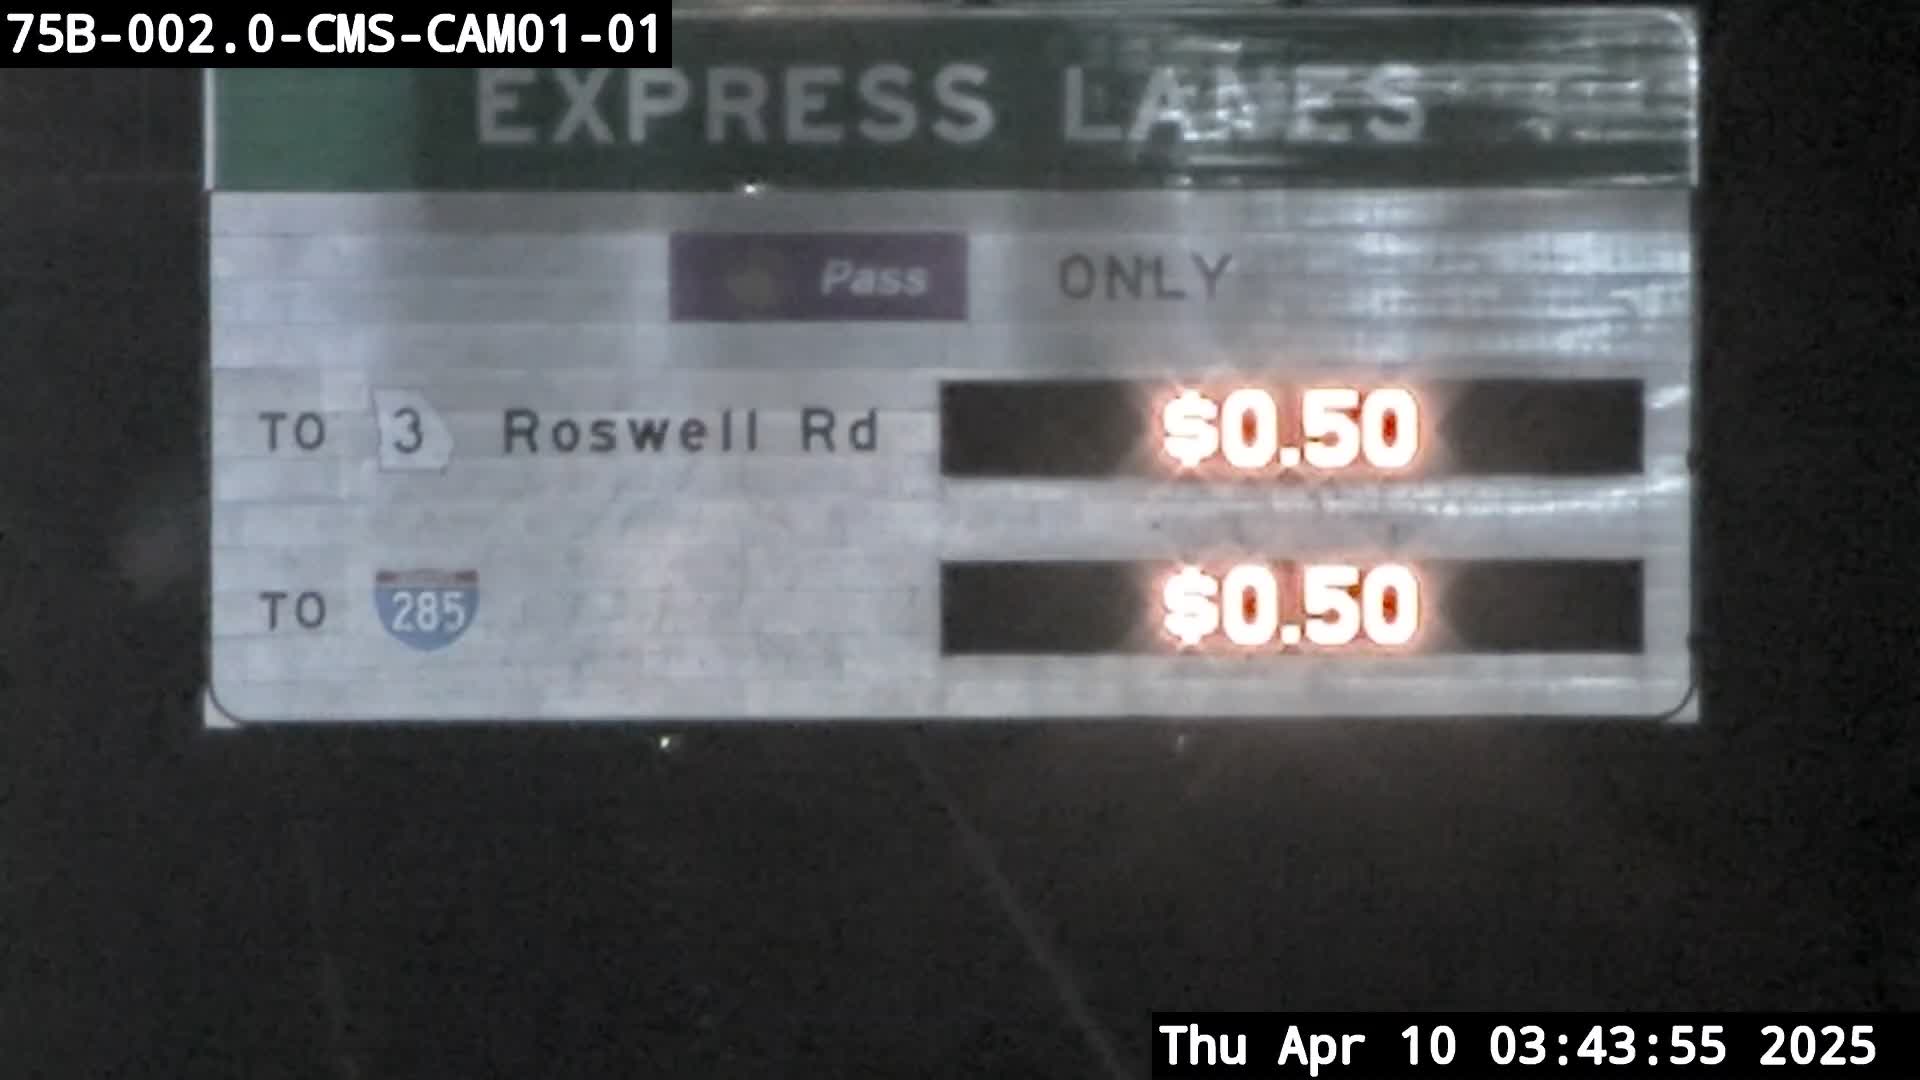 75B-002.0-CMS-CAM01-01
EXPRESS LANES
Pass ONLY
TO 3 Roswell Rd $0.50
TO 285 $0.50
Thu Apr 10 03:43:55 2025